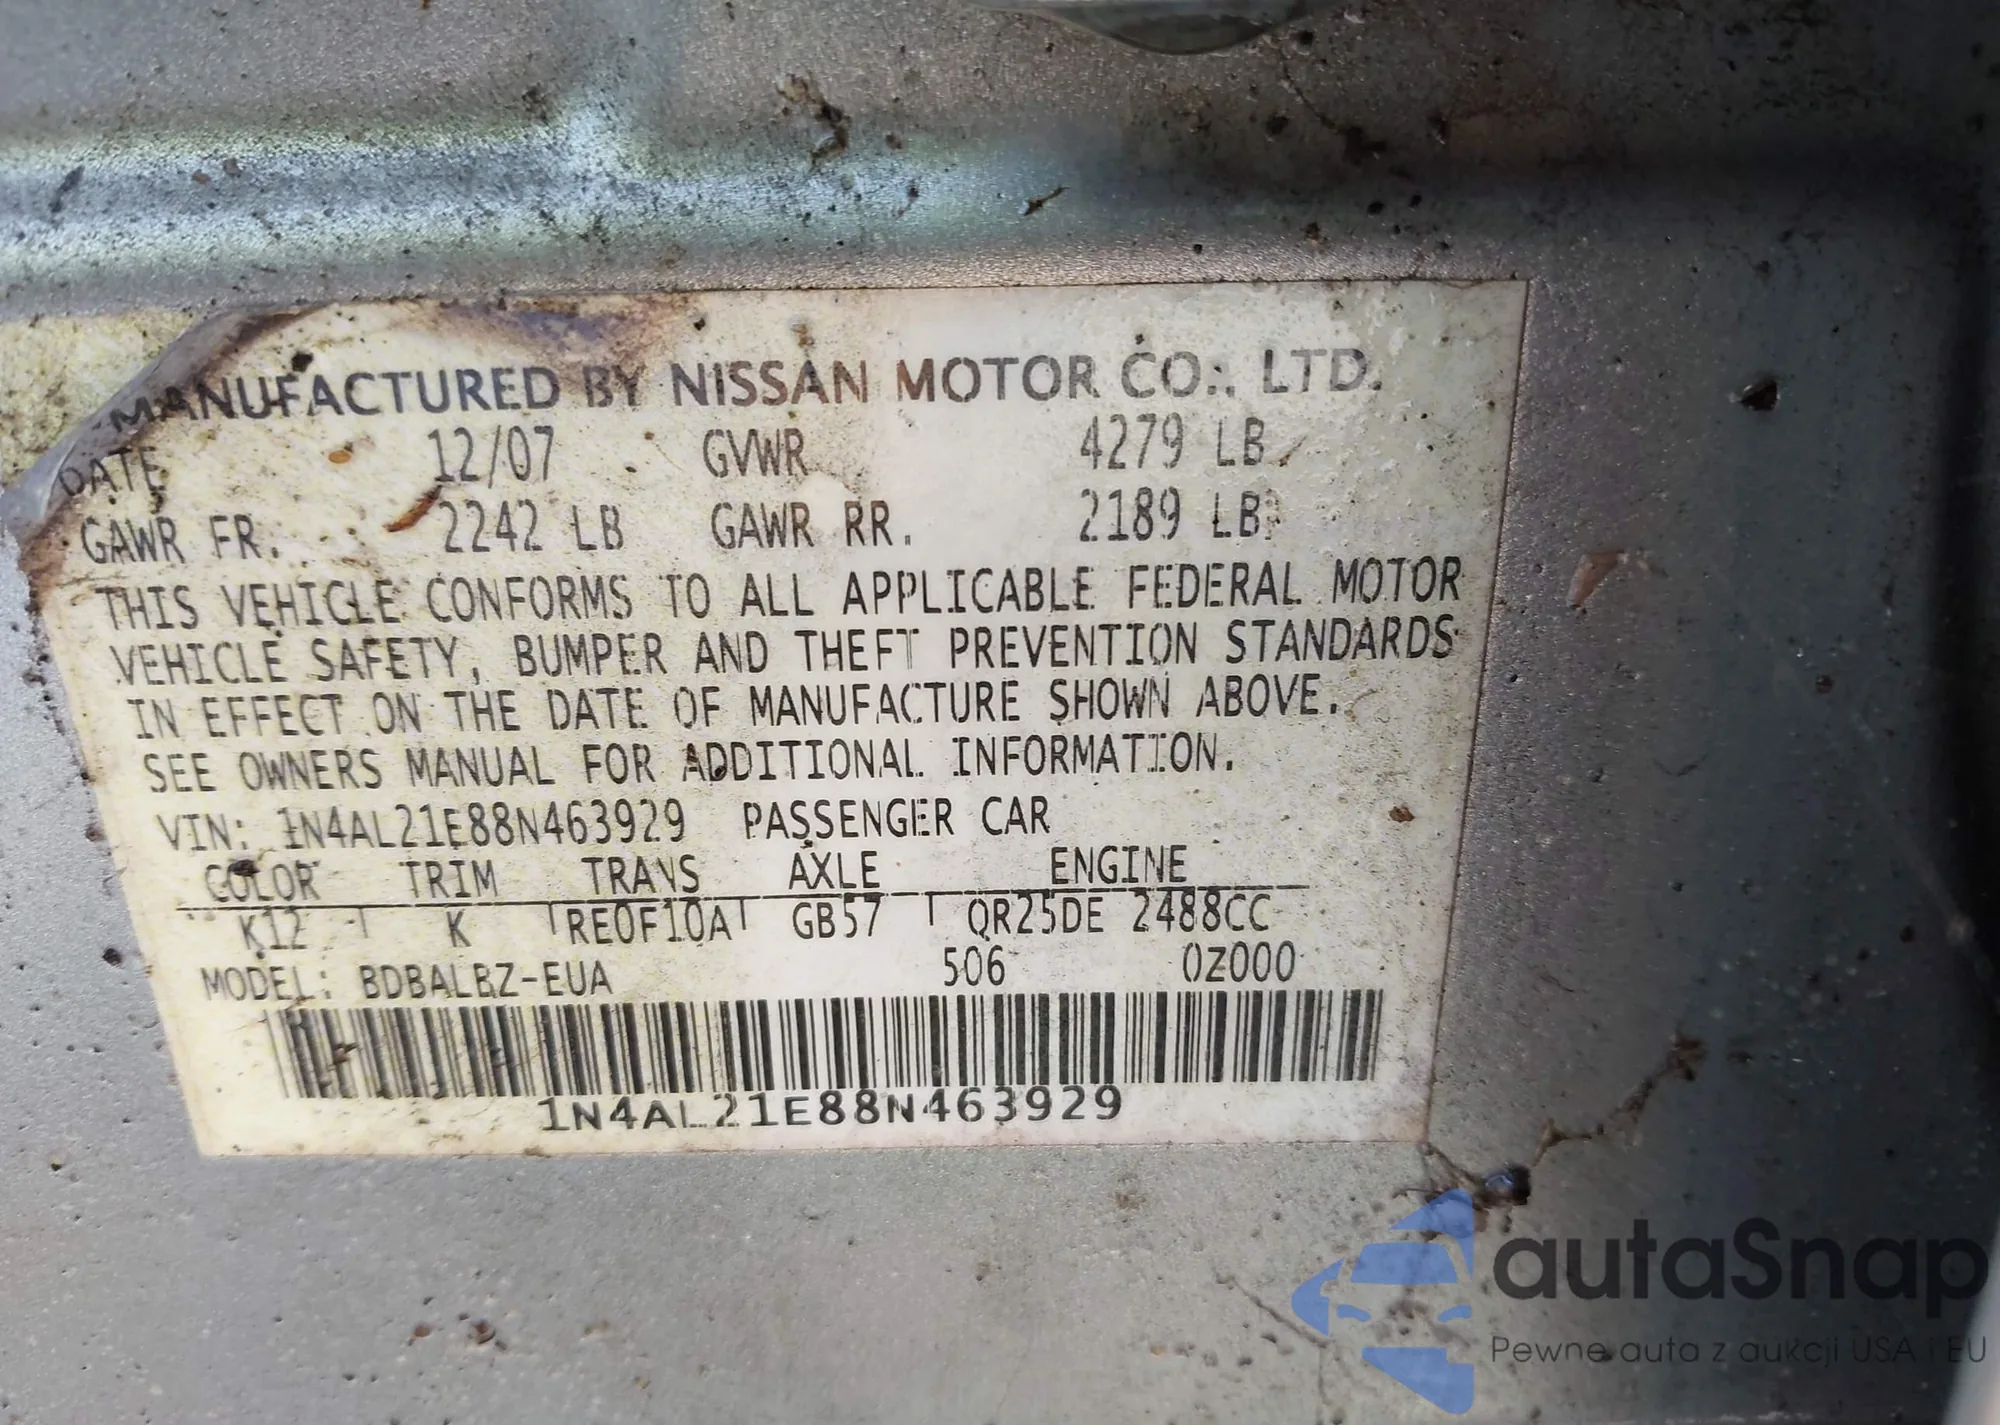 MANUFACTURED BY NISSAN MOTOR CO., LTD.
DATE 12/07 GVWR 4279 LB
GAWR FR. 2242 LB GAWR RR. 2189 LB
THIS VEHICLE CONFORMS TO ALL APPLICABLE FEDERAL MOTOR
VEHICLE SAFETY, BUMPER AND THEFT PREVENTION STANDARDS
IN EFFECT ON THE DATE OF MANUFACTURE SHOWN ABOVE.
SEE OWNERS MANUAL FOR ADDITIONAL INFORMATION.
VIN: 1N4AL21E88N463929 PASSENGER CAR
COLOR TRIM TRANS AXLE ENGINE
K12 K RE0F10A GB57 QR25DE 2488CC
MODEL: BDBALBZ-EUA 506 0Z000
1N4AL21E88N463929
autaSnap
Pewne auta z aukcji USA i EU